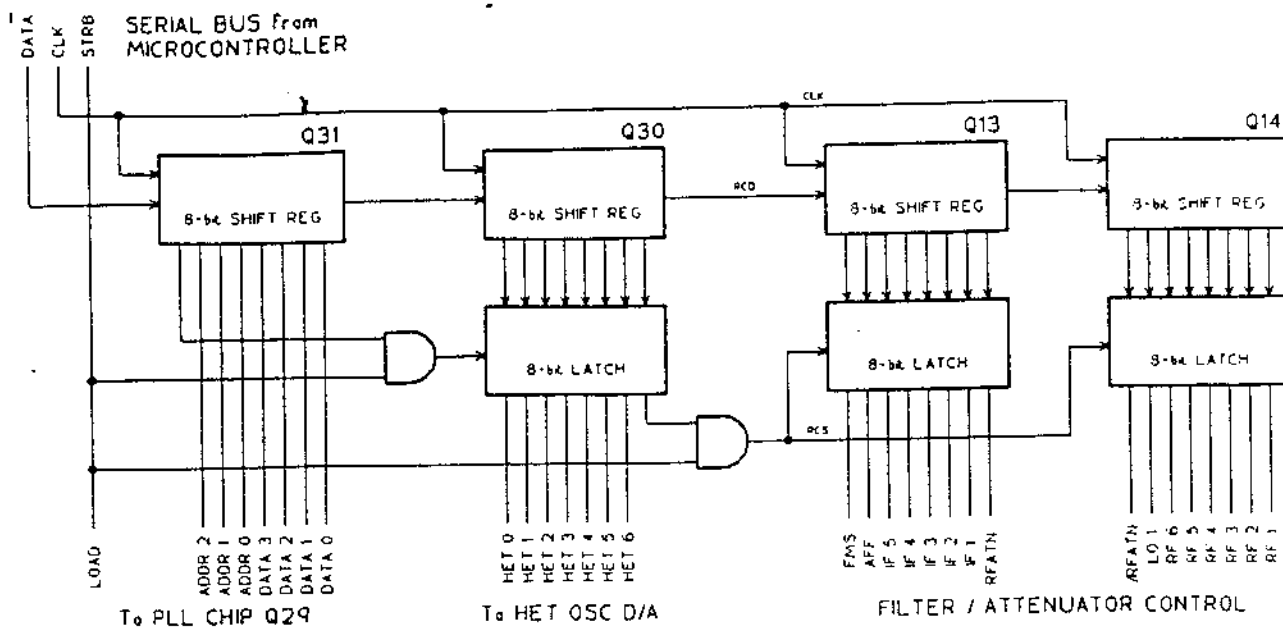 DATA
CLK
STRB
SERIAL BUS from
MICROCONTROLLER
CLK
Q31
Q30
Q13
Q14
8-bit SHIFT REG
8-bit SHIFT REG
RCD
8-bit SHIFT REG
8-bit SHIFT REG
8-bit LATCH
8-bit LATCH
8-bit LATCH
RCS
LOAD
ADDR 2
ADDR 1
ADDR 0
DATA 3
DATA 2
DATA 1
DATA 0
HET 0
HET 1
HET 2
HET 3
HET 4
HET 5
HET 6
FMS
AFF
IF 5
IF 4
IF 3
IF 2
IF 1
RFATN
/RFATN
LO 1
RF 6
RF 5
RF 4
RF 3
RF 2
RF 1
To PLL CHIP Q29
To HET OSC D/A
FILTER / ATTENUATOR CONTROL